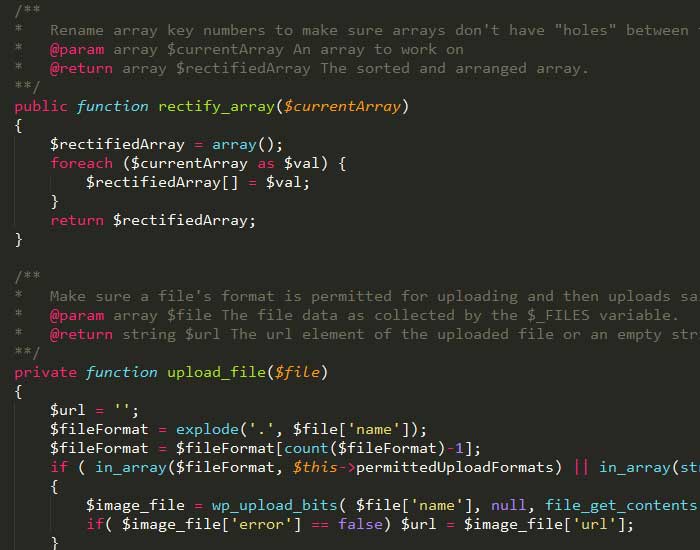 /**
*   Rename array key numbers to make sure arrays don't have "holes" between
*   @param array $currentArray An array to work on
*   @return array $rectifiedArray The sorted and arranged array.
**/
public function rectify_array($currentArray)
{
    $rectifiedArray = array();
    foreach ($currentArray as $val) {
        $rectifiedArray[] = $val;
    }
    return $rectifiedArray;
}
/**
*   Make sure a file's format is permitted for uploading and then uploads sa
*   @param array $file The file data as collected by the $_FILES variable.
*   @return string $url The url element of the uploaded file or an empty str
**/
private function upload_file($file)
{
    $url = '';
    $fileFormat = explode('.', $file['name']);
    $fileFormat = $fileFormat[count($fileFormat)-1];
    if ( in_array($fileFormat, $this->permittedUploadFormats) || in_array(str
    {
        $image_file = wp_upload_bits( $file['name'], null, file_get_contents
        if( $image_file['error'] == false) $url = $image_file['url'];
    }